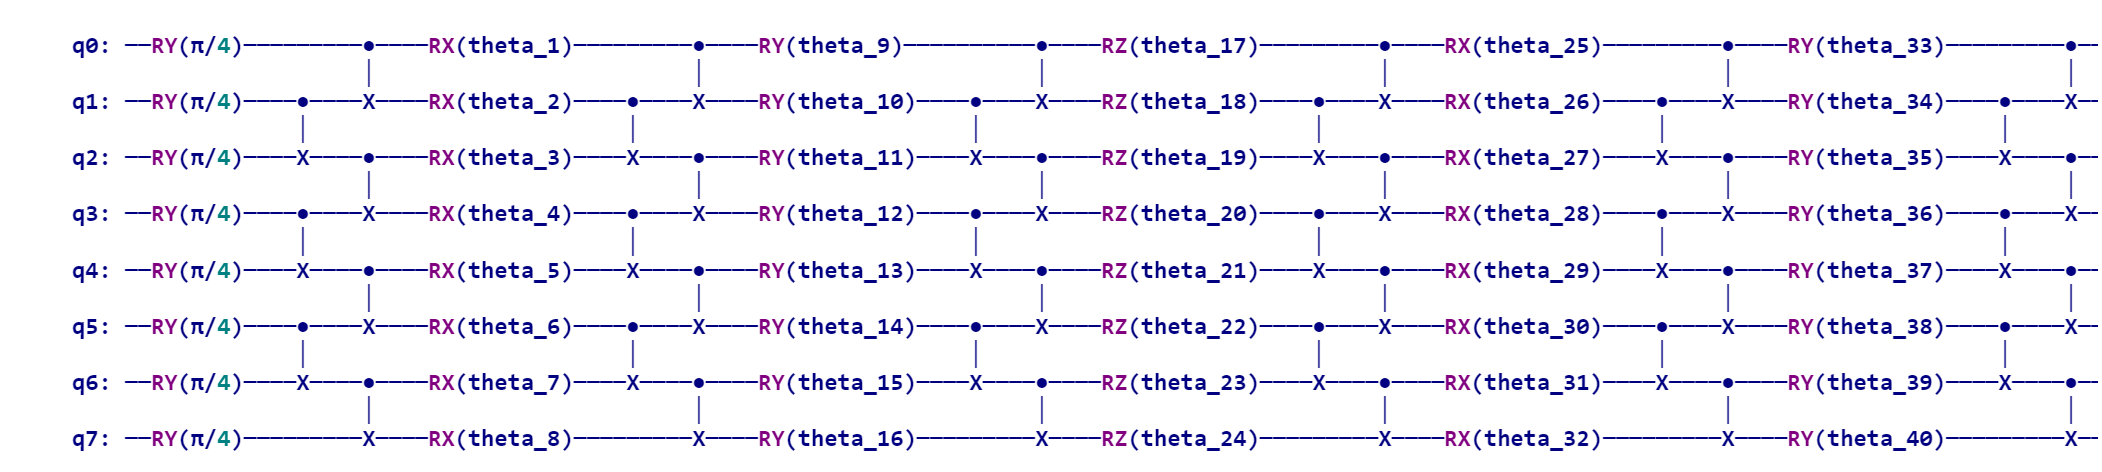 q0: ──RY(π/4)─────────●────RX(theta_1)─────────●────RY(theta_9)──────────●────RZ(theta_17)─────────●────RX(theta_25)─────────●────RY(theta_33)─────────●──
q1: ──RY(π/4)────●────X────RX(theta_2)────●────X────RY(theta_10)────●────X────RZ(theta_18)────●────X────RX(theta_26)────●────X────RY(theta_34)────●────X──
q2: ──RY(π/4)────X────●────RX(theta_3)────X────●────RY(theta_11)────X────●────RZ(theta_19)────X────●────RX(theta_27)────X────●────RY(theta_35)────X────●──
q3: ──RY(π/4)────●────X────RX(theta_4)────●────X────RY(theta_12)────●────X────RZ(theta_20)────●────X────RX(theta_28)────●────X────RY(theta_36)────●────X──
q4: ──RY(π/4)────X────●────RX(theta_5)────X────●────RY(theta_13)────X────●────RZ(theta_21)────X────●────RX(theta_29)────X────●────RY(theta_37)────X────●──
q5: ──RY(π/4)────●────X────RX(theta_6)────●────X────RY(theta_14)────●────X────RZ(theta_22)────●────X────RX(theta_30)────●────X────RY(theta_38)────●────X──
q6: ──RY(π/4)────X────●────RX(theta_7)────X────●────RY(theta_15)────X────●────RZ(theta_23)────X────●────RX(theta_31)────X────●────RY(theta_39)────X────●──
q7: ──RY(π/4)─────────X────RX(theta_8)─────────X────RY(theta_16)─────────X────RZ(theta_24)─────────X────RX(theta_32)─────────X────RY(theta_40)─────────X──